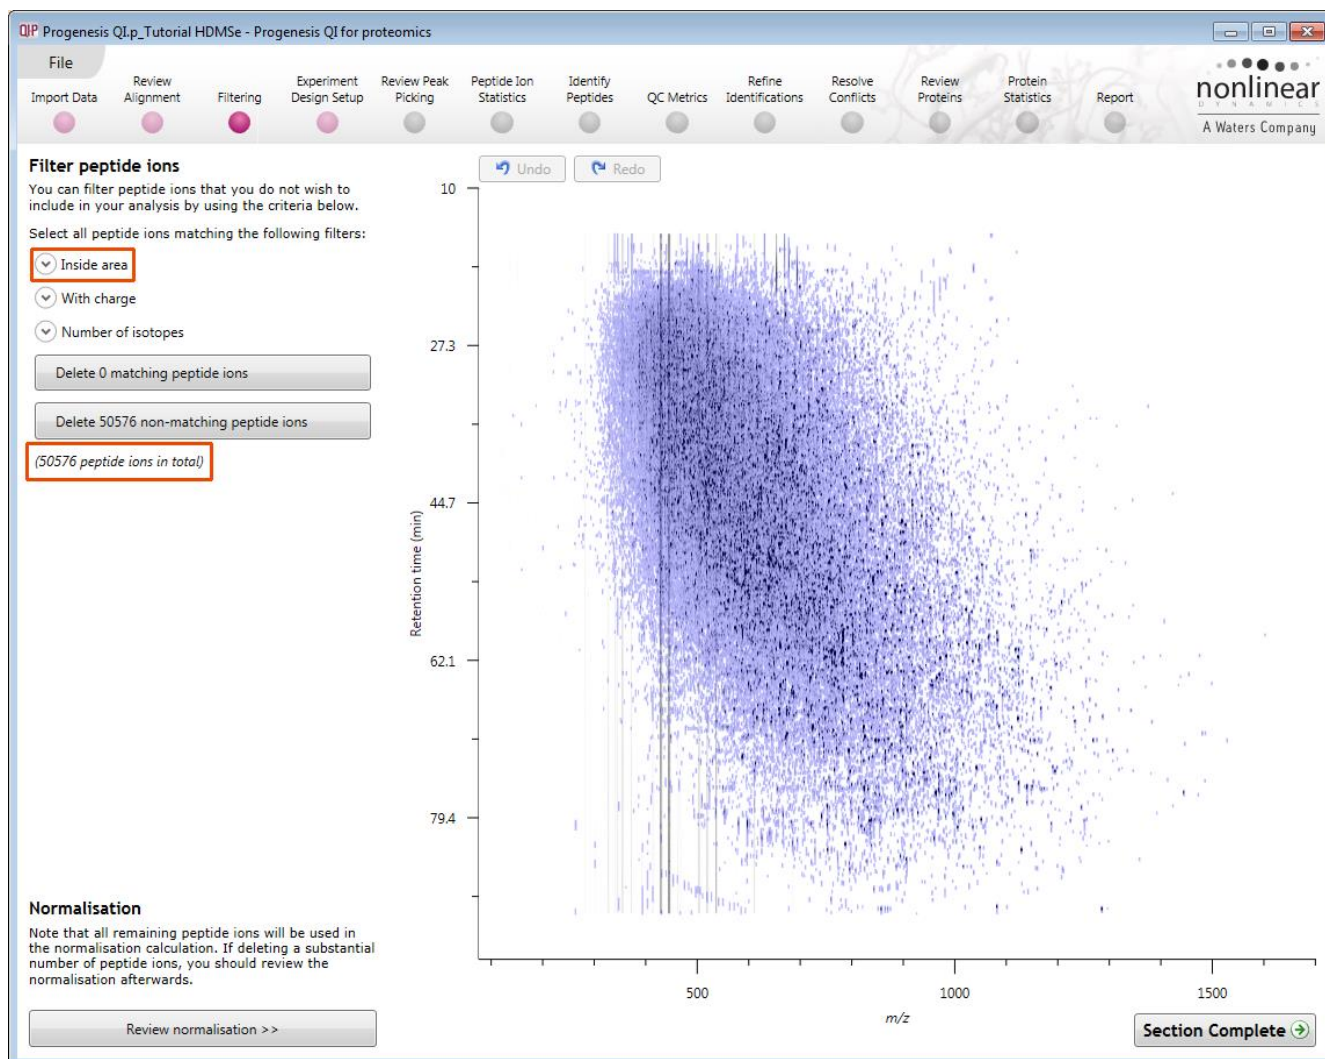 QIP Progenesis QI.p_Tutorial HDMSe - Progenesis QI for proteomics
File
Import Data
Review
Alignment
Filtering
Experiment
Design Setup
Review Peak
Picking
Peptide Ion
Statistics
Identify
Peptides
QC Metrics
Refine
Identifications
Resolve
Conflicts
Review
Proteins
Protein
Statistics
Report
nonlinear
DYNAMICS
A Waters Company
Filter peptide ions
You can filter peptide ions that you do not wish to
include in your analysis by using the criteria below.
Select all peptide ions matching the following filters:
Inside area
With charge
Number of isotopes
Delete 0 matching peptide ions
Delete 50576 non-matching peptide ions
(50576 peptide ions in total)
Normalisation
Note that all remaining peptide ions will be used in
the normalisation calculation. If deleting a substantial
number of peptide ions, you should review the
normalisation afterwards.
Review normalisation >>
Undo
Redo
10
27.3
44.7
62.1
79.4
Retention time (min)
500
1000
1500
m/z
Section Complete